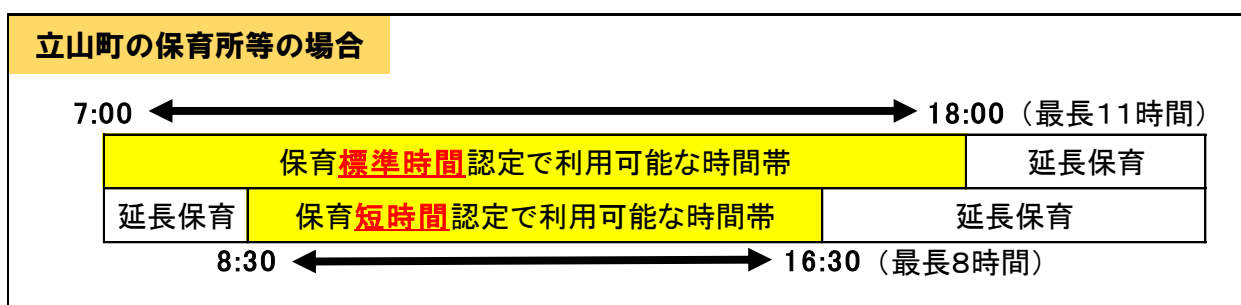 立山町の保育所等の場合
7:00 18:00（最長11時間）
保育標準時間認定で利用可能な時間帯 延長保育
延長保育 保育短時間認定で利用可能な時間帯 延長保育
8:30 16:30（最長8時間）